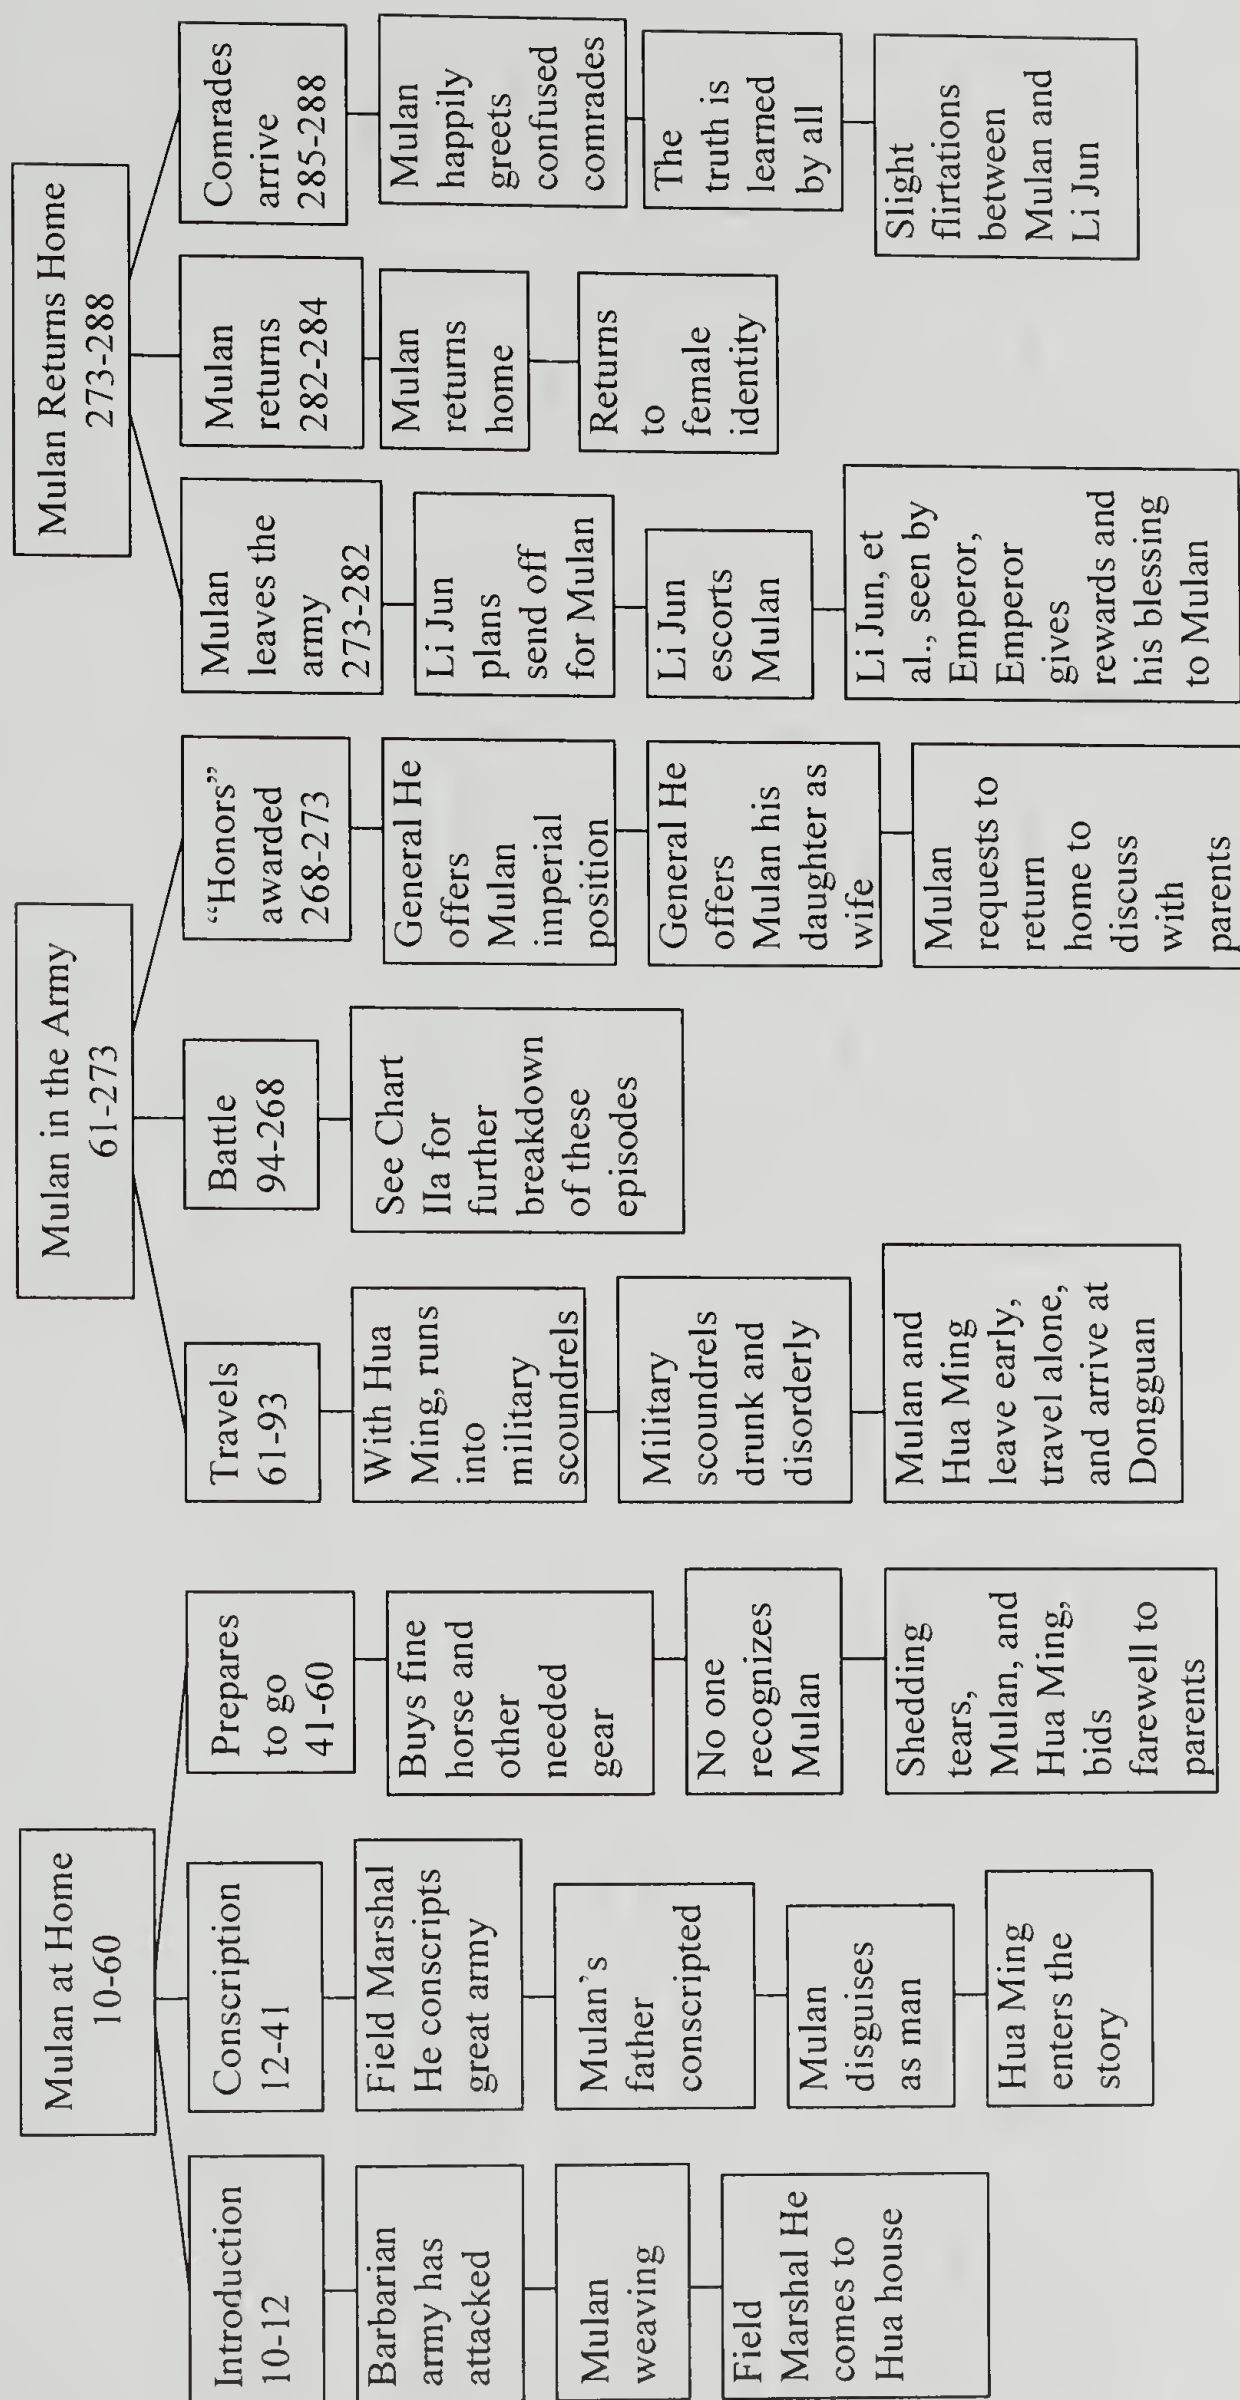 Mulan at Home
10-60
Introduction
10-12
Barbarian
army has
attacked
Mulan
weaving
Field
Marshal He
comes to
Hua house
Conscription
12-41
Field Marshal
He conscripts
great army
Mulan's
father
conscripted
Mulan
disguises
as man
Hua Ming
enters the
story
Prepares
to go
41-60
Buys fine
horse and
other
needed
gear
No one
recognizes
Mulan
Shedding
tears,
Mulan, and
Hua Ming,
bids
farewell to
parents
Mulan in the Army
61-273
Travels
61-93
With Hua
Ming, runs
into
military
scoundrels
Military
scoundrels
drunk and
disorderly
Mulan and
Hua Ming
leave early,
travel alone,
and arrive at
Dongguan
Battle
94-268
See Chart
IIa for
further
breakdown
of these
episodes
“Honors”
awarded
268-273
General He
offers
Mulan
imperial
position
General He
offers
Mulan his
daughter as
wife
Mulan
requests to
return
home to
discuss
with
parents
Mulan Returns Home
273-288
Mulan
leaves the
army
273-282
Li Jun
plans
send off
for Mulan
Li Jun
escorts
Mulan
Li Jun, et
al., seen by
Emperor,
Emperor
gives
rewards and
his blessing
to Mulan
Mulan
returns
282-284
Mulan
returns
home
Returns
to
female
identity
Comrades
arrive
285-288
Mulan
happily
greets
confused
comrades
The
truth is
learned
by all
Slight
flirtations
between
Mulan and
Li Jun